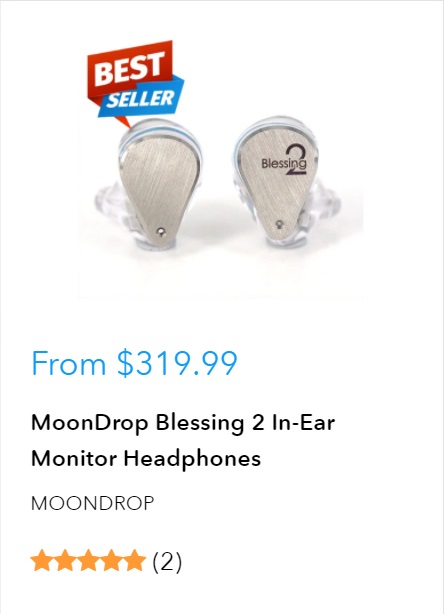 BEST
SELLER
Blessing
2
From $319.99
MoonDrop Blessing 2 In-Ear
Monitor Headphones
MOONDROP
(2)